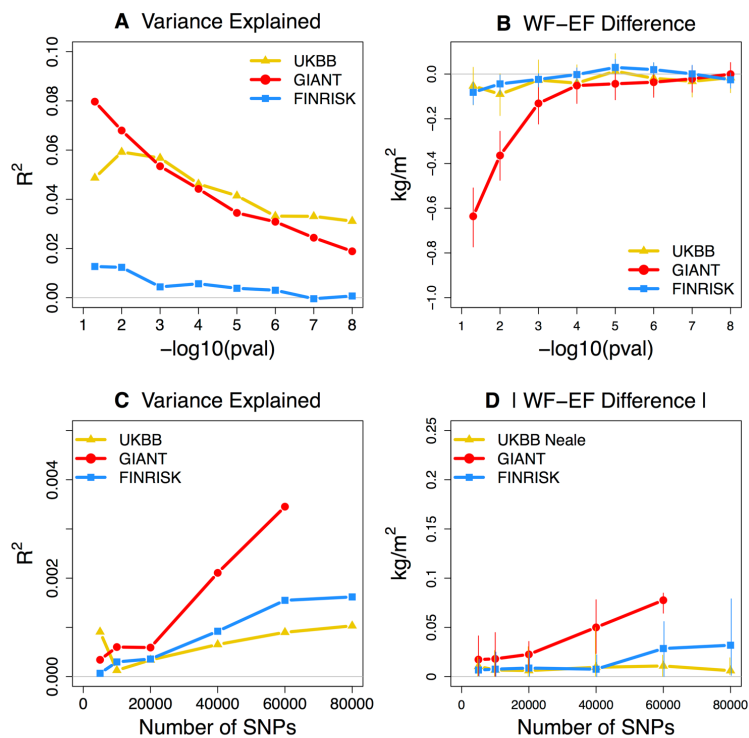 A Variance Explained
0.10
0.08
0.06
0.04
0.02
0.00
R²
UKBB
GIANT
FINRISK
1 2 3 4 5 6 7 8
−log10(pval)
B WF−EF Difference
0.0
−0.2
−0.4
−0.6
−0.8
−1.0
kg/m²
UKBB
GIANT
FINRISK
1 2 3 4 5 6 7 8
−log10(pval)
C Variance Explained
0.004
0.002
0.000
R²
UKBB
GIANT
FINRISK
0 20000 40000 60000 80000
Number of SNPs
D | WF−EF Difference |
0.25
0.2
0.15
0.1
0.05
0
kg/m²
UKBB Neale
GIANT
FINRISK
0 20000 40000 60000 80000
Number of SNPs